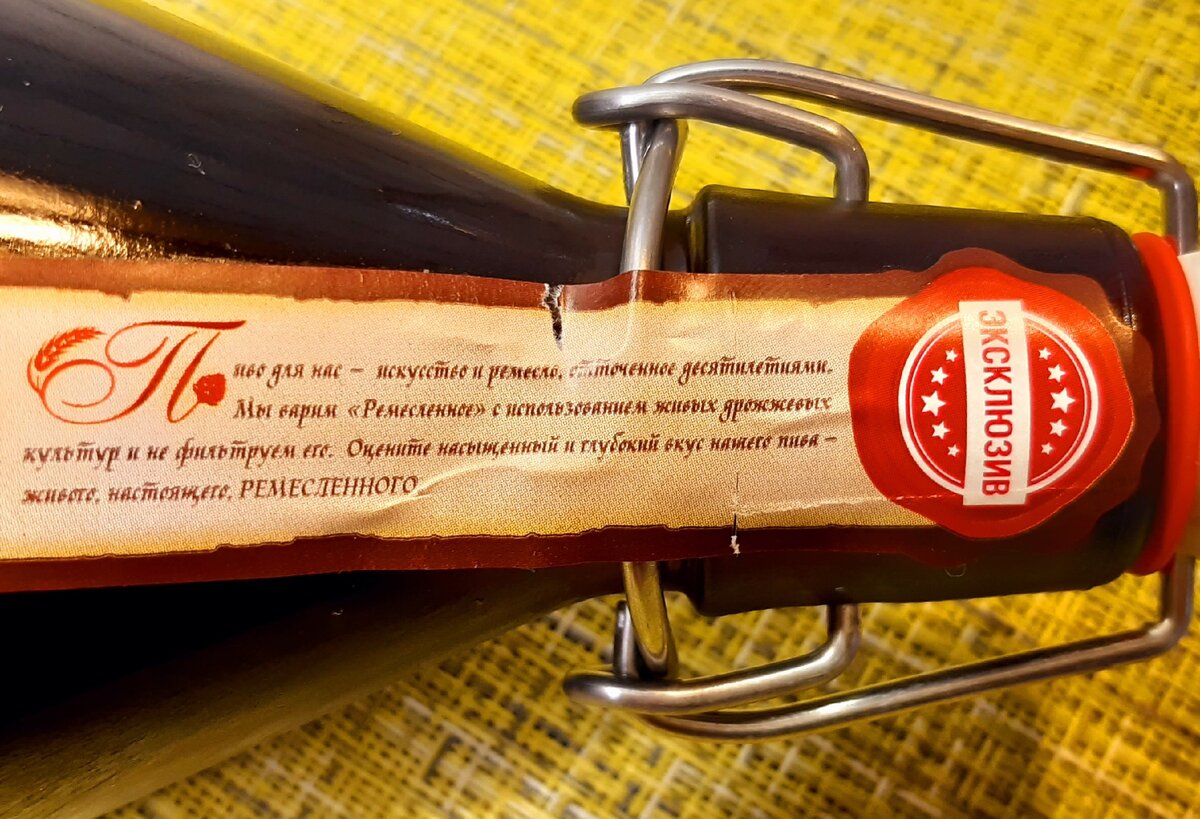 Пиво для нас – искусство и ремесло, отточенное десятилетиями.
Мы варим «Ремесленное» с использованием живых дрожжевых
культур и не фильтруем его. Оцените насыщенный и глубокий вкус нашего пива –
живого, настоящего, РЕМЕСЛЕННОГО
ЭКСКЛЮЗИВ